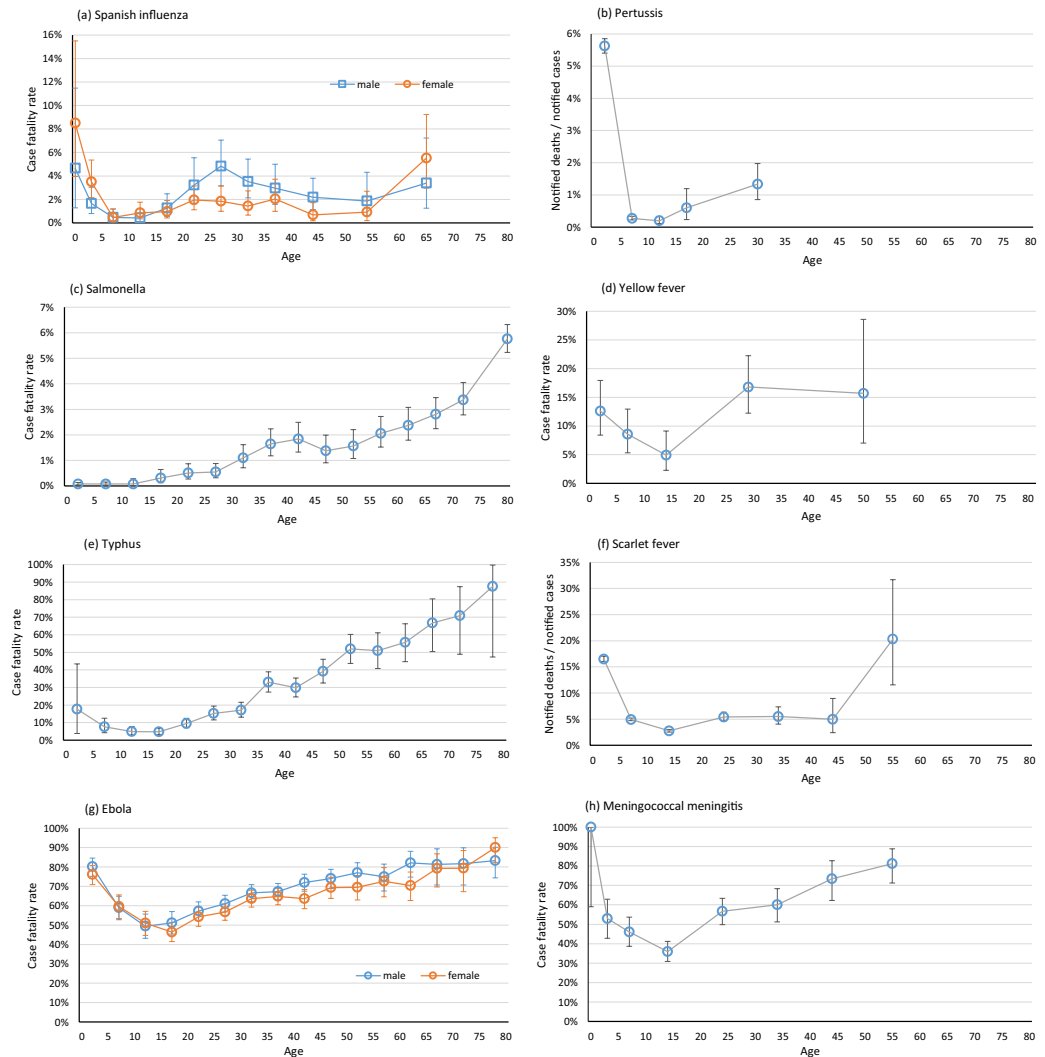 (a) Spanish influenza
16%
14%
12%
10%
8%
6%
4%
2%
0%
Case fatality rate
male female
0 5 10 15 20 25 30 35 40 45 50 55 60 65 70 75 80
Age
(b) Pertussis
6%
5%
4%
3%
2%
1%
0%
Notified deaths / notified cases
0 5 10 15 20 25 30 35 40 45 50 55 60 65 70 75 80
Age
(c) Salmonella
7%
6%
5%
4%
3%
2%
1%
0%
Case fatality rate
0 5 10 15 20 25 30 35 40 45 50 55 60 65 70 75 80
Age
(d) Yellow fever
30%
25%
20%
15%
10%
5%
0%
Case fatality rate
0 5 10 15 20 25 30 35 40 45 50 55 60 65 70 75 80
Age
(e) Typhus
100%
90%
80%
70%
60%
50%
40%
30%
20%
10%
0%
Case fatality rate
0 5 10 15 20 25 30 35 40 45 50 55 60 65 70 75 80
Age
(f) Scarlet fever
35%
30%
25%
20%
15%
10%
5%
0%
Notified deaths / notified cases
0 5 10 15 20 25 30 35 40 45 50 55 60 65 70 75 80
Age
(g) Ebola
100%
90%
80%
70%
60%
50%
40%
30%
20%
10%
0%
Case fatality rate
male female
0 5 10 15 20 25 30 35 40 45 50 55 60 65 70 75 80
Age
(h) Meningococcal meningitis
100%
90%
80%
70%
60%
50%
40%
30%
20%
10%
0%
Case fatality rate
0 5 10 15 20 25 30 35 40 45 50 55 60 65 70 75 80
Age